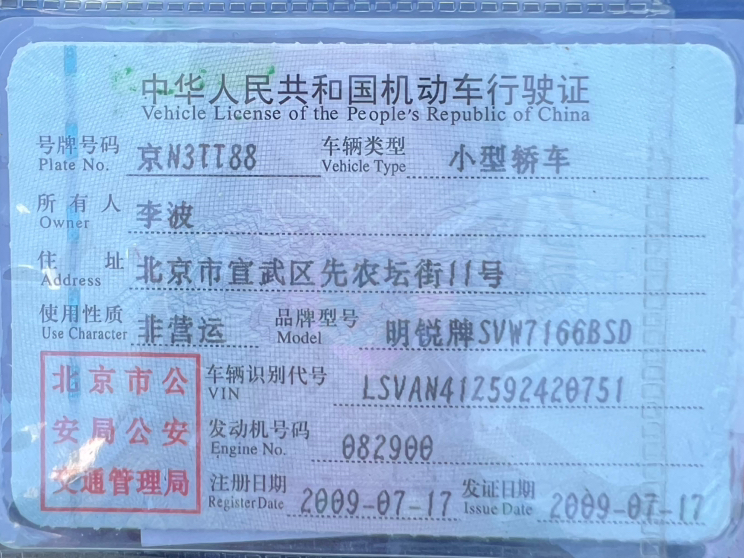 中华人民共和国机动车行驶证
Vehicle License of the People's Republic of China
号牌号码 京N3TT88 车辆类型 小型轿车
Plate No. Vehicle Type
所有人 李波
Owner
住址 北京市宣武区先农坛街11号
Address
使用性质 非营运 品牌型号 明锐牌SVW7166BSD
Use Character Model
北京市公
安局公安
交通管理局
车辆识别代号 LSVAN412592420751
VIN
发动机号码 082900
Engine No.
注册日期 2009-07-17 发证日期 2009-07-17
Register Date Issue Date